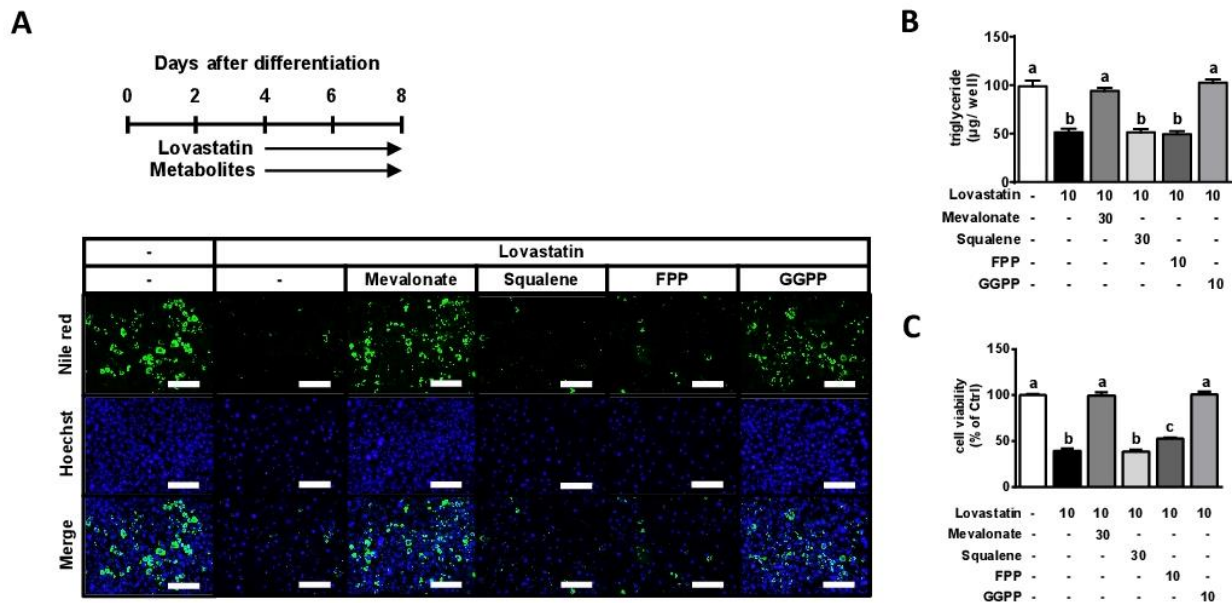 A
Days after differentiation
0 2 4 6 8
Lovastatin
Metabolites
- Lovastatin
- - Mevalonate Squalene FPP GGPP
Nile red
Hoechst
Merge
B
triglyceride
(µg/ well)
150
100
50
0
a b a b b a
Lovastatin - 10 10 10 10 10
Mevalonate - - 30 - - -
Squalene - - - 30 - -
FPP - - - - 10 -
GGPP - - - - - 10
C
cell viability
(% of Ctrl)
150
100
50
0
a b a b c a
Lovastatin - 10 10 10 10 10
Mevalonate - - 30 - - -
Squalene - - - 30 - -
FPP - - - - 10 -
GGPP - - - - - 10